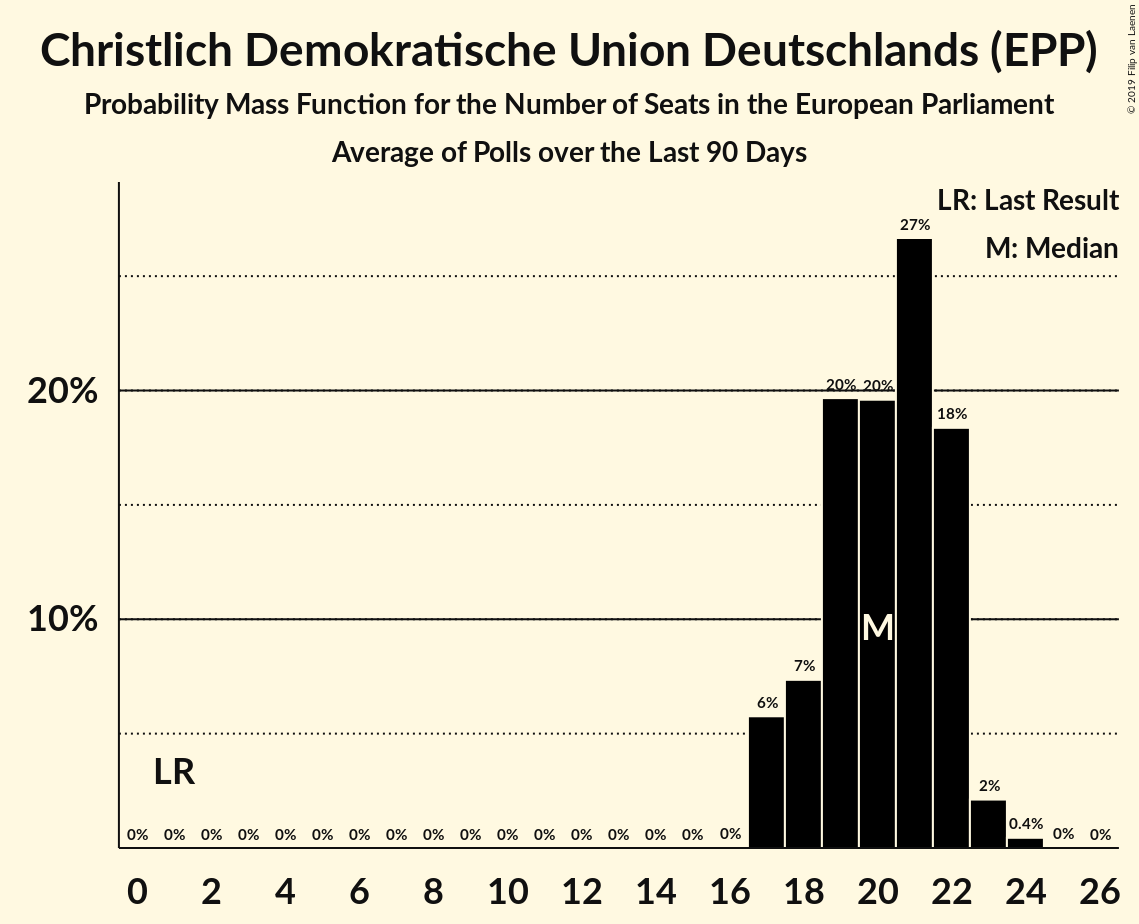 Christlich Demokratische Union Deutschlands (EPP)
Probability Mass Function for the Number of Seats in the European Parliament
Average of Polls over the Last 90 Days
© 2019 Filip van Laenen
LR: Last Result
M: Median
27%
20%
20% 20%
18%
10%
M
7%
6%
LR
2%
0.4%
0% 0% 0% 0% 0% 0% 0% 0% 0% 0% 0% 0% 0% 0% 0% 0% 0% 0% 0%
0 2 4 6 8 10 12 14 16 18 20 22 24 26